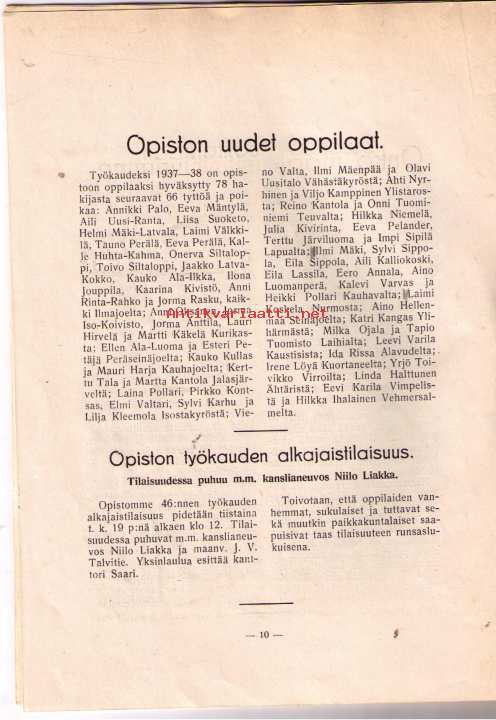 Opiston uudet oppilaat.
Työkaudeksi 1937—38 on opis-
toon oppilaaksi hyväksytty 78 ha-
kijasta seuraavat 66 tyttöä ja poi-
kaa: Annikki Palo, Eeva Mäntylä,
Aili Uusi-Ranta, Liisa Suoketo,
Helmi Mäki-Latvala, Laimi Välkki-
lä, Tauno Perälä, Eeva Perälä, Kal-
le Huhta-Kahma, Onerva Siltalop-
pi, Toivo Siltaloppi, Jaakko Latva-
Kokko, Kauko Ala-Ilkka, Ilona
Jouppila, Kaarina Kivistö, Anni
Rinta-Rahko ja Jorma Rasku, kaik-
ki Ilmajoelta;
Iso-Koivisto, Jorma Anttila, Lauri
Hirvelä ja Martti Käkelä Kurikas-
ta; Ellen Ala-Luoma ja Esteri Pe-
täjä Peräseinäjoelta; Kauko Kullas
ja Mauri Harja Kauhajoelta; Kert-
tu Tala ja Martta Kantola Jalasjär-
veltä; Laina Pollari, Pirkko Kont-
sas, Elmi Valtari, Sylvi Karhu ja
Lilja Kleemola Isostakyröstä; Vie-
no Valta, Ilmi Mäenpää ja Olavi
Uusitalo Vähästäkyröstä; Ahti Nyr-
hinen ja Viljo Kamppinen Ylistaros-
ta; Reino Kantola ja Onni Tuomi-
niemi Teuvalta; Hilkka Niemelä,
Julia Kivirinta, Eeva Pelander,
Terttu Järviluoma ja Impi Sipilä
Lapualta; Ilmi Mäki, Sylvi Sippo-
la, Eila Sippola, Aili Kalliokoski,
Eila Lassila, Eero Annala, Aino
Luomanperä, Kalevi Varvas ja
Heikki Pollari Kauhavalta; Laimi
Koskela Nurmosta; Aino Hellen-
maa Seinäjoelta; Katri Kangas Yli-
härmästä; Milka Ojala ja Tapio
Tuomisto Laihialta; Leevi Varila
Kaustisista; Ida Rissa Alavudelta;
Irene Löyä Kuortaneelta; Yrjö Toi-
vikko Virroilta; Linda Halttunen
Ähtäristä; Eevi Karila Vimpelis-
tä ja Hilkka Ihalainen Vehmersal-
melta.
Antikvariaatti.net
Opiston työkauden alkajaistilaisuus.
Tilaisuudessa puhuu m.m. kanslianeuvos Niilo Liakka.
Opistomme 46:nnen työkauden
alkajaistilaisuus pidetään tiistaina
t. k. 19 p:nä alkaen klo 12. Tilai-
suudessa puhuvat m.m. kanslianeu-
vos Niilo Liakka ja maanv. J. V.
Talvitie. Yksinlaulua esittää kant-
tori Saari.
Toivotaan, että oppilaiden van-
hemmat, sukulaiset ja tuttavat se-
kä muutkin paikkakuntalaiset saa-
puisivat taas tilaisuuteen runsaslu-
kuisena.
— 10 —